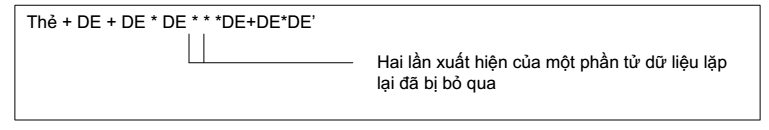 Thẻ + DE + DE * DE * * *DE+DE*DE’
Hai lần xuất hiện của một phần tử dữ liệu lặp
lại đã bị bỏ qua